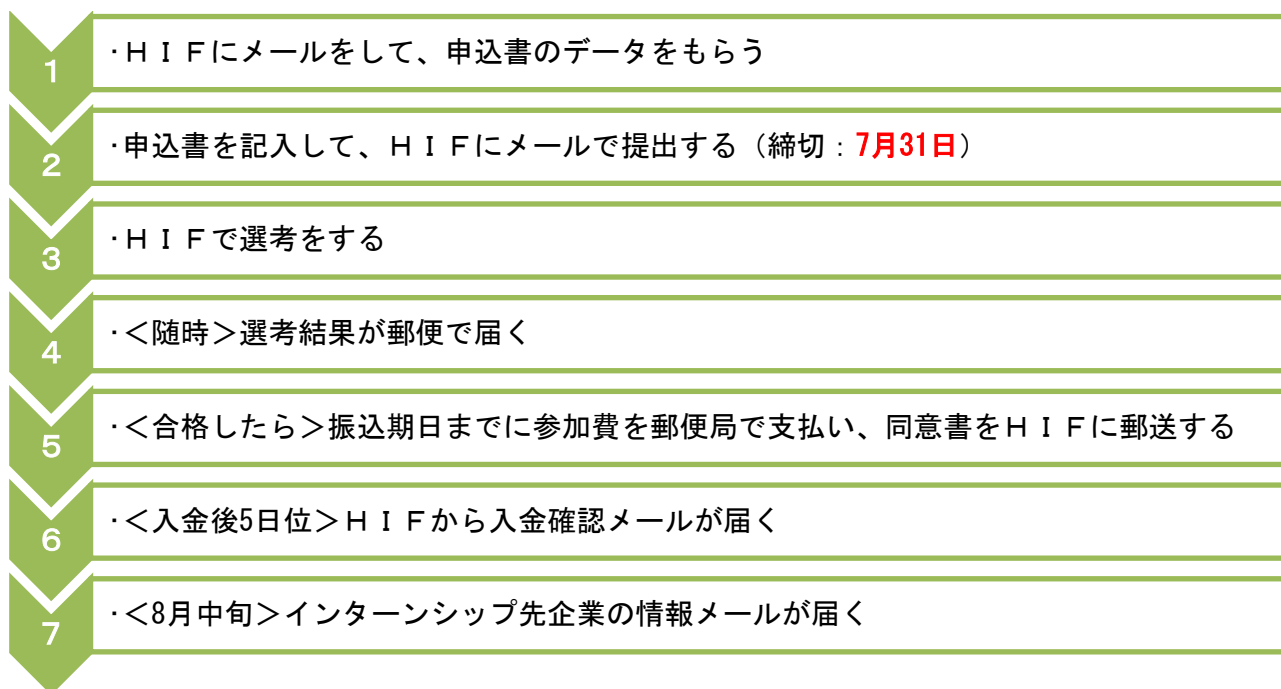 1
・ＨＩＦにメールをして、申込書のデータをもらう
2
・申込書を記入して、ＨＩＦにメールで提出する（締切：7月31日）
3
・ＨＩＦで選考をする
4
・＜随時＞選考結果が郵便で届く
5
・＜合格したら＞振込期日までに参加費を郵便局で支払い、同意書をＨＩＦに郵送する
6
・＜入金後5日位＞ＨＩＦから入金確認メールが届く
7
・＜8月中旬＞インターンシップ先企業の情報メールが届く